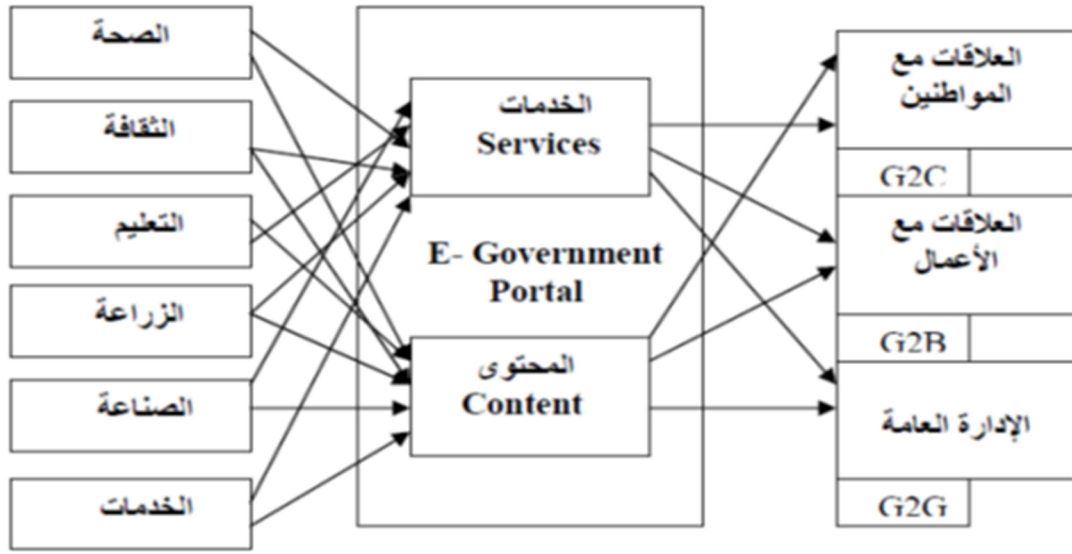 الصحة
الثقافة
التعليم
الزراعة
الصناعة
الخدمات
الخدمات
Services
E- Government
Portal
المحتوى
Content
العلاقات مع
المواطنين
G2C
العلاقات مع
الأعمال
G2B
الإدارة العامة
G2G